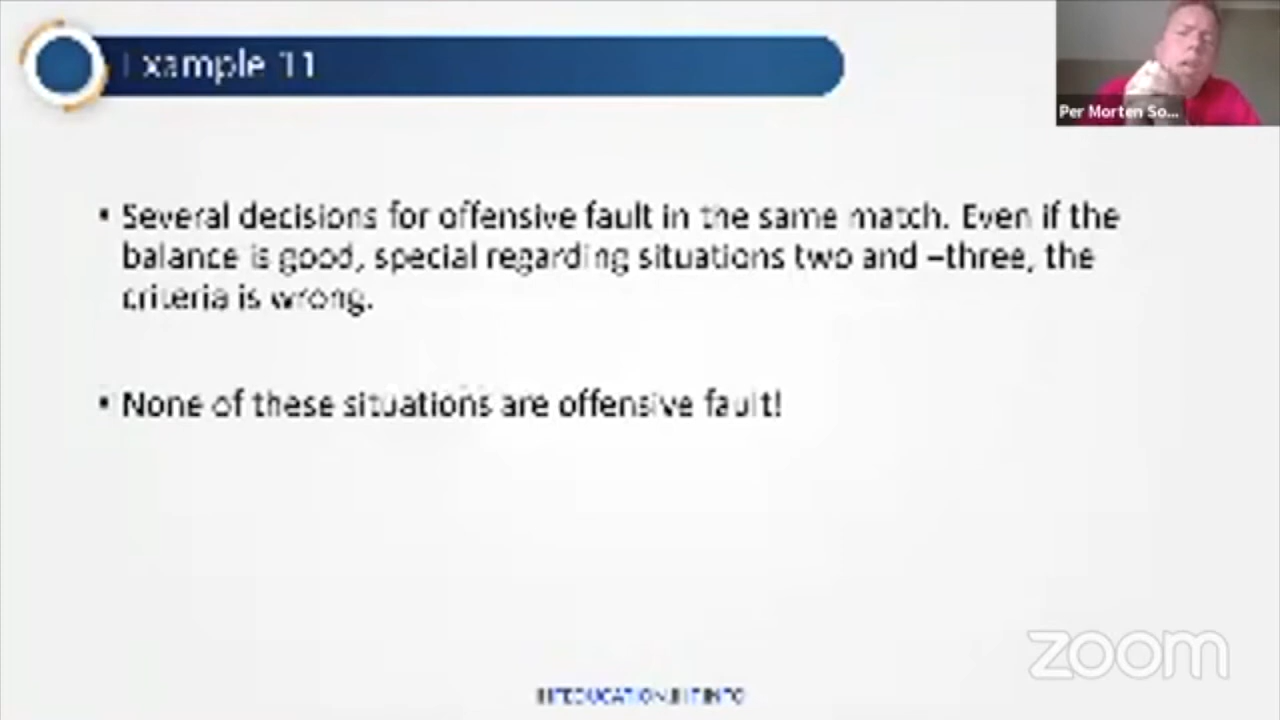 Example 11
Per Morten So...
▪ Several decisions for offensive fault in the same match. Even if the
balance is good, special regarding situations two and –three, the
criteria is wrong.
▪ None of these situations are offensive fault!
zoom